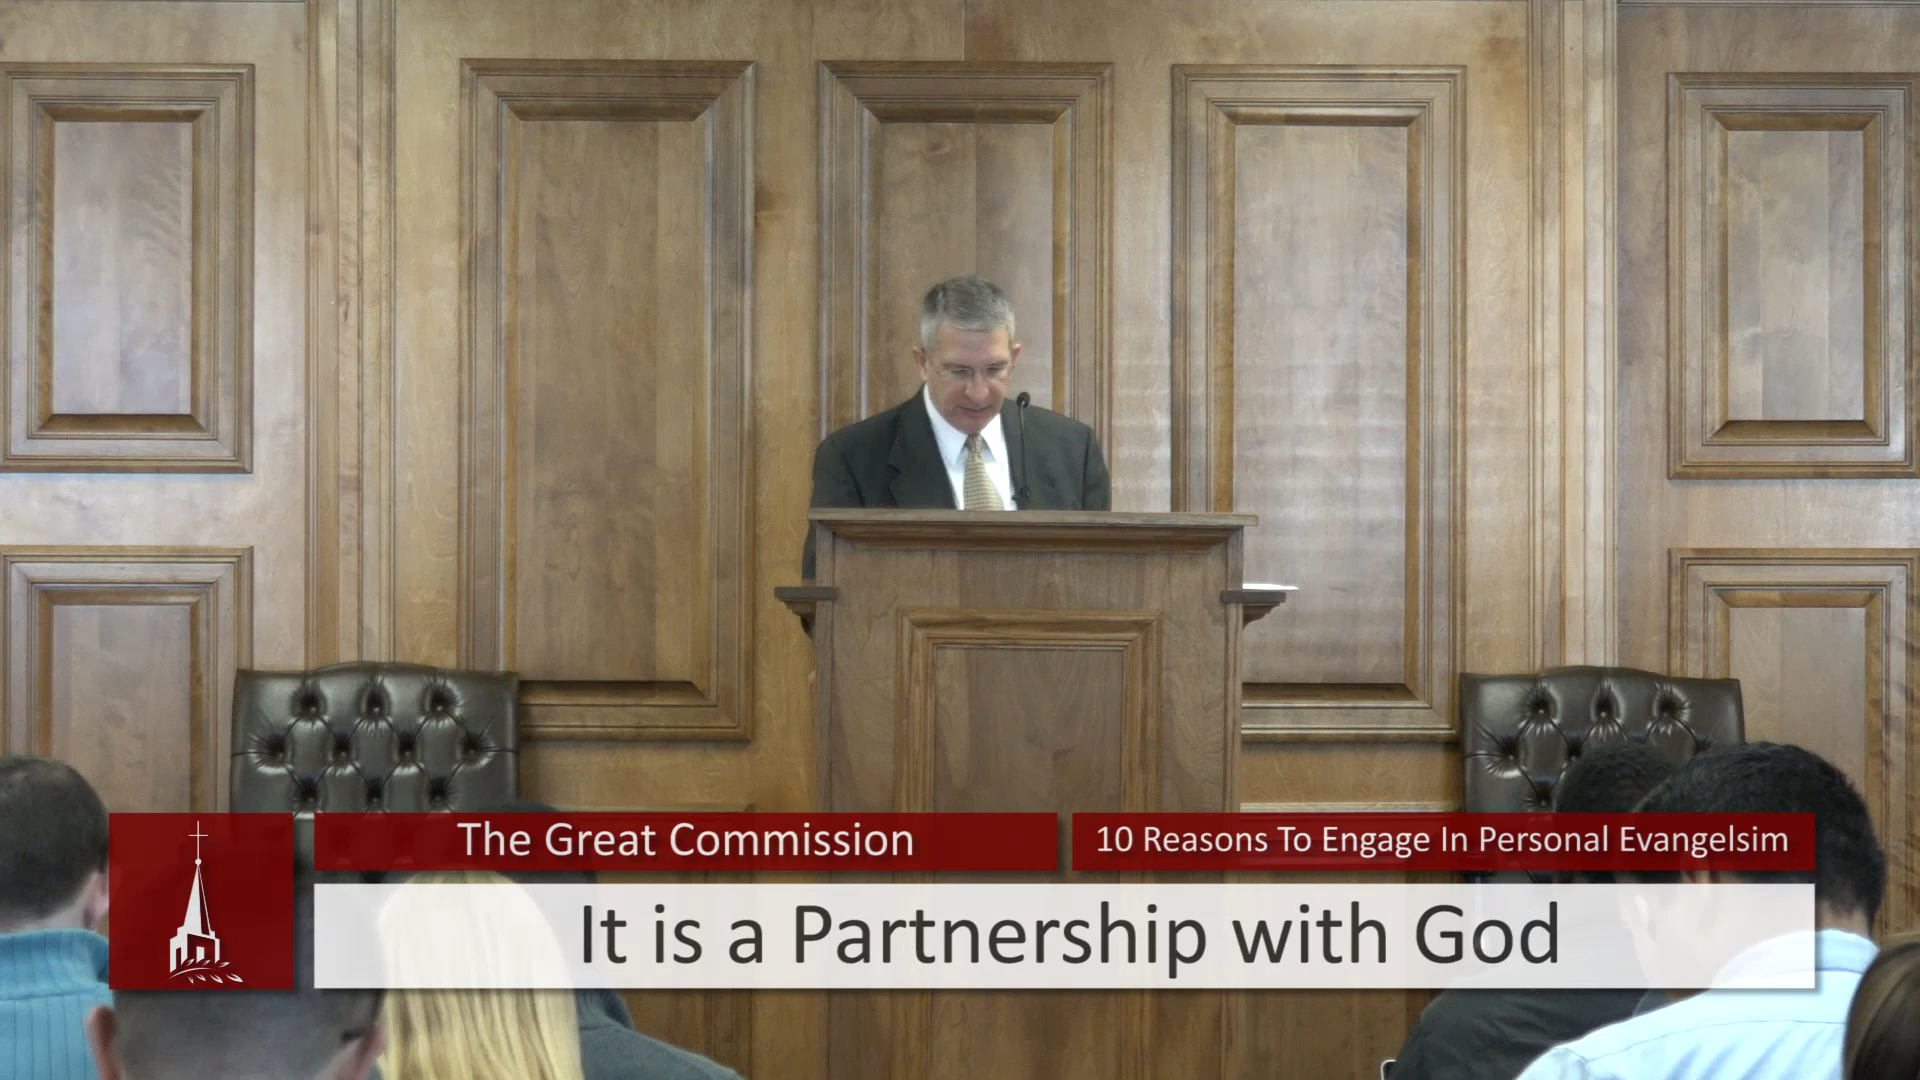 The Great Commission
10 Reasons To Engage In Personal Evangelsim
It is a Partnership with God